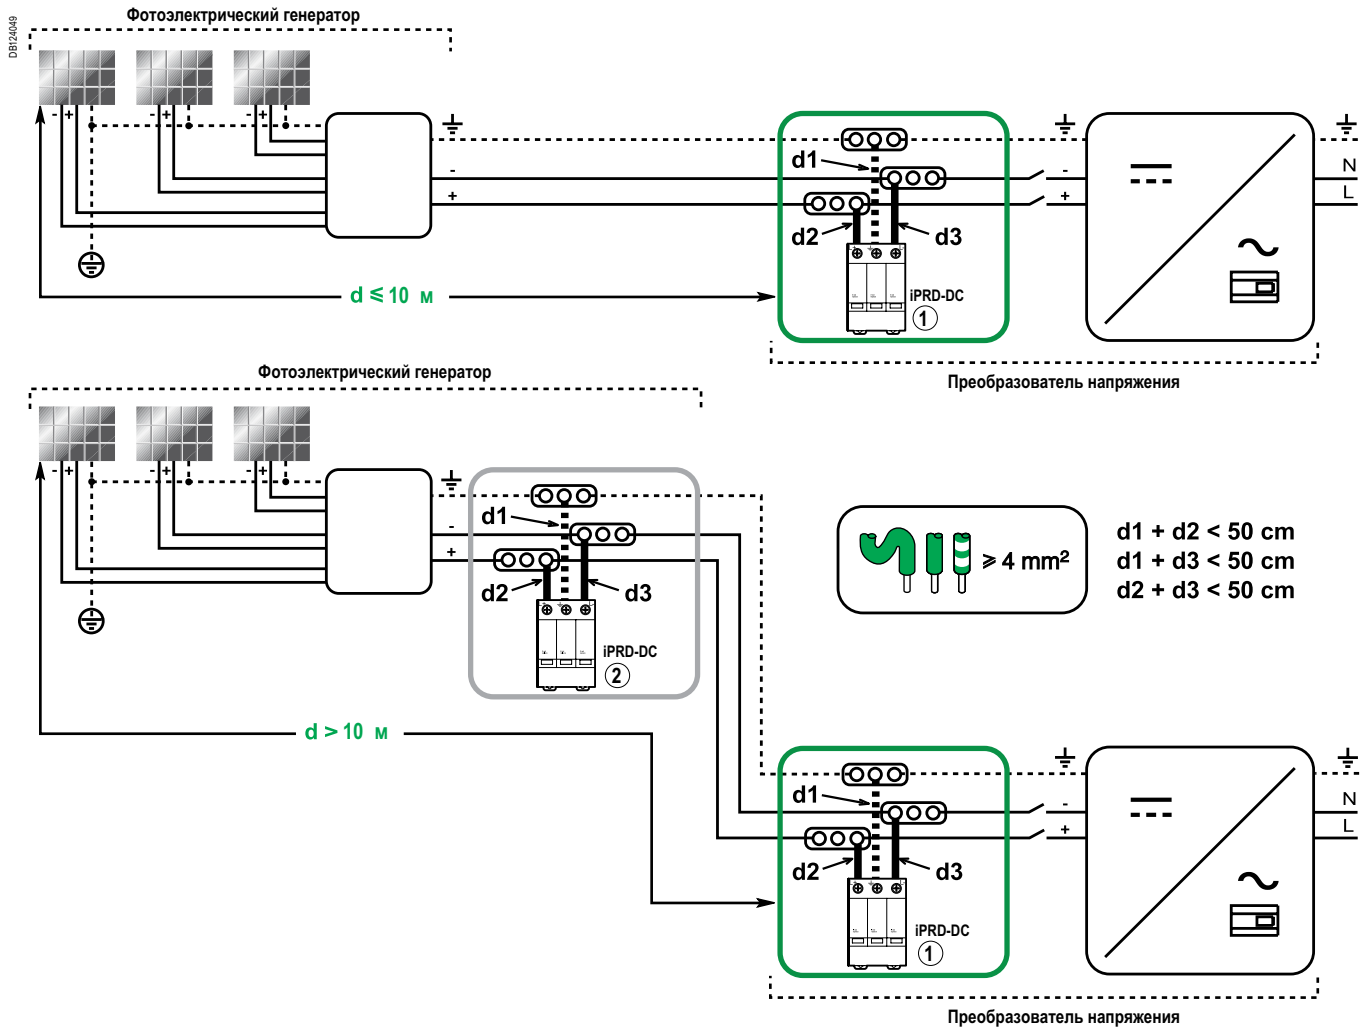 DB124049
Фотоэлектрический генератор
- +
- +
- +
-
+
d1
d2
d3
iPRD-DC
1
-
+
N
L
d ⩽ 10 м
Преобразователь напряжения
Фотоэлектрический генератор
- +
- +
- +
-
+
d1
d2
d3
iPRD-DC
2
⩾ 4 mm²
d1 + d2 < 50 cm
d1 + d3 < 50 cm
d2 + d3 < 50 cm
d > 10 м
d1
d2
d3
iPRD-DC
1
-
+
N
L
Преобразователь напряжения